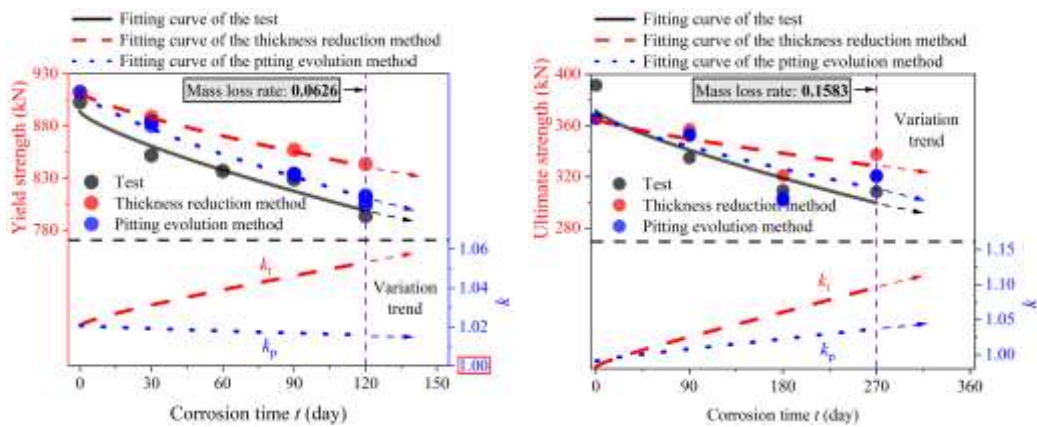 Fitting curve of the test
Fitting curve of the thickness reduction method
Fitting curve of the ptting evolution method
Mass loss rate: 0.0626
Yield strength (kN)
930
880
830
780
Test
Thickness reduction method
Pitting evolution method
1.06
1.04
1.02
1.00
k
kt
kp
Variation
trend
0
30
60
90
120
150
Corrosion time t (day)
Fitting curve of the test
Fitting curve of the thickness reduction method
Fitting curve of the ptting evolution method
Mass loss rate: 0.1583
Ultimate strength (kN)
400
360
320
280
Variation
trend
Test
Thickness reduction method
Pitting evolution method
1.15
1.10
1.05
1.00
k
kt
kp
0
90
180
270
360
Corrosion time t (day)